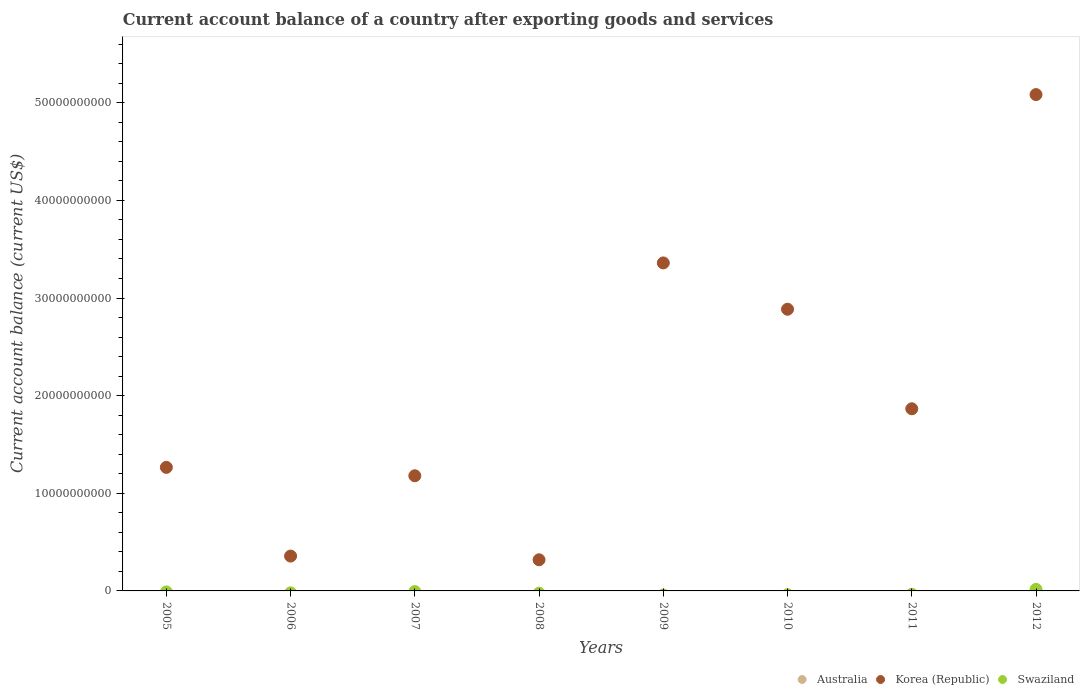 Current account balance of a country after exporting goods and services
Current account balance (current US$)
50000000000
40000000000
30000000000
20000000000
10000000000
0
2005
2006
2007
2008
2009
2010
2011
2012
Years
Australia
Korea (Republic)
Swaziland